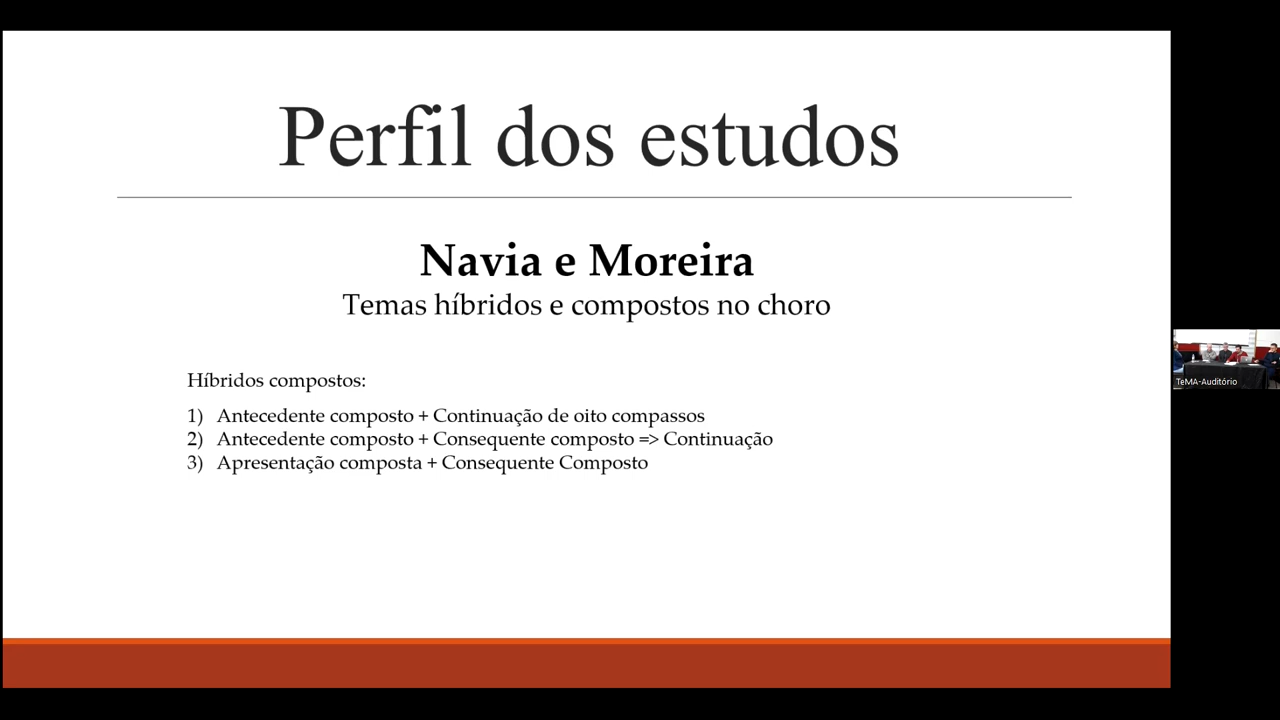 Perfil dos estudos
Navia e Moreira
Temas híbridos e compostos no choro
Híbridos compostos:
1) Antecedente composto + Continuação de oito compassos
2) Antecedente composto + Consequente composto => Continuação
3) Apresentação composta + Consequente Composto
TeMA-Auditório